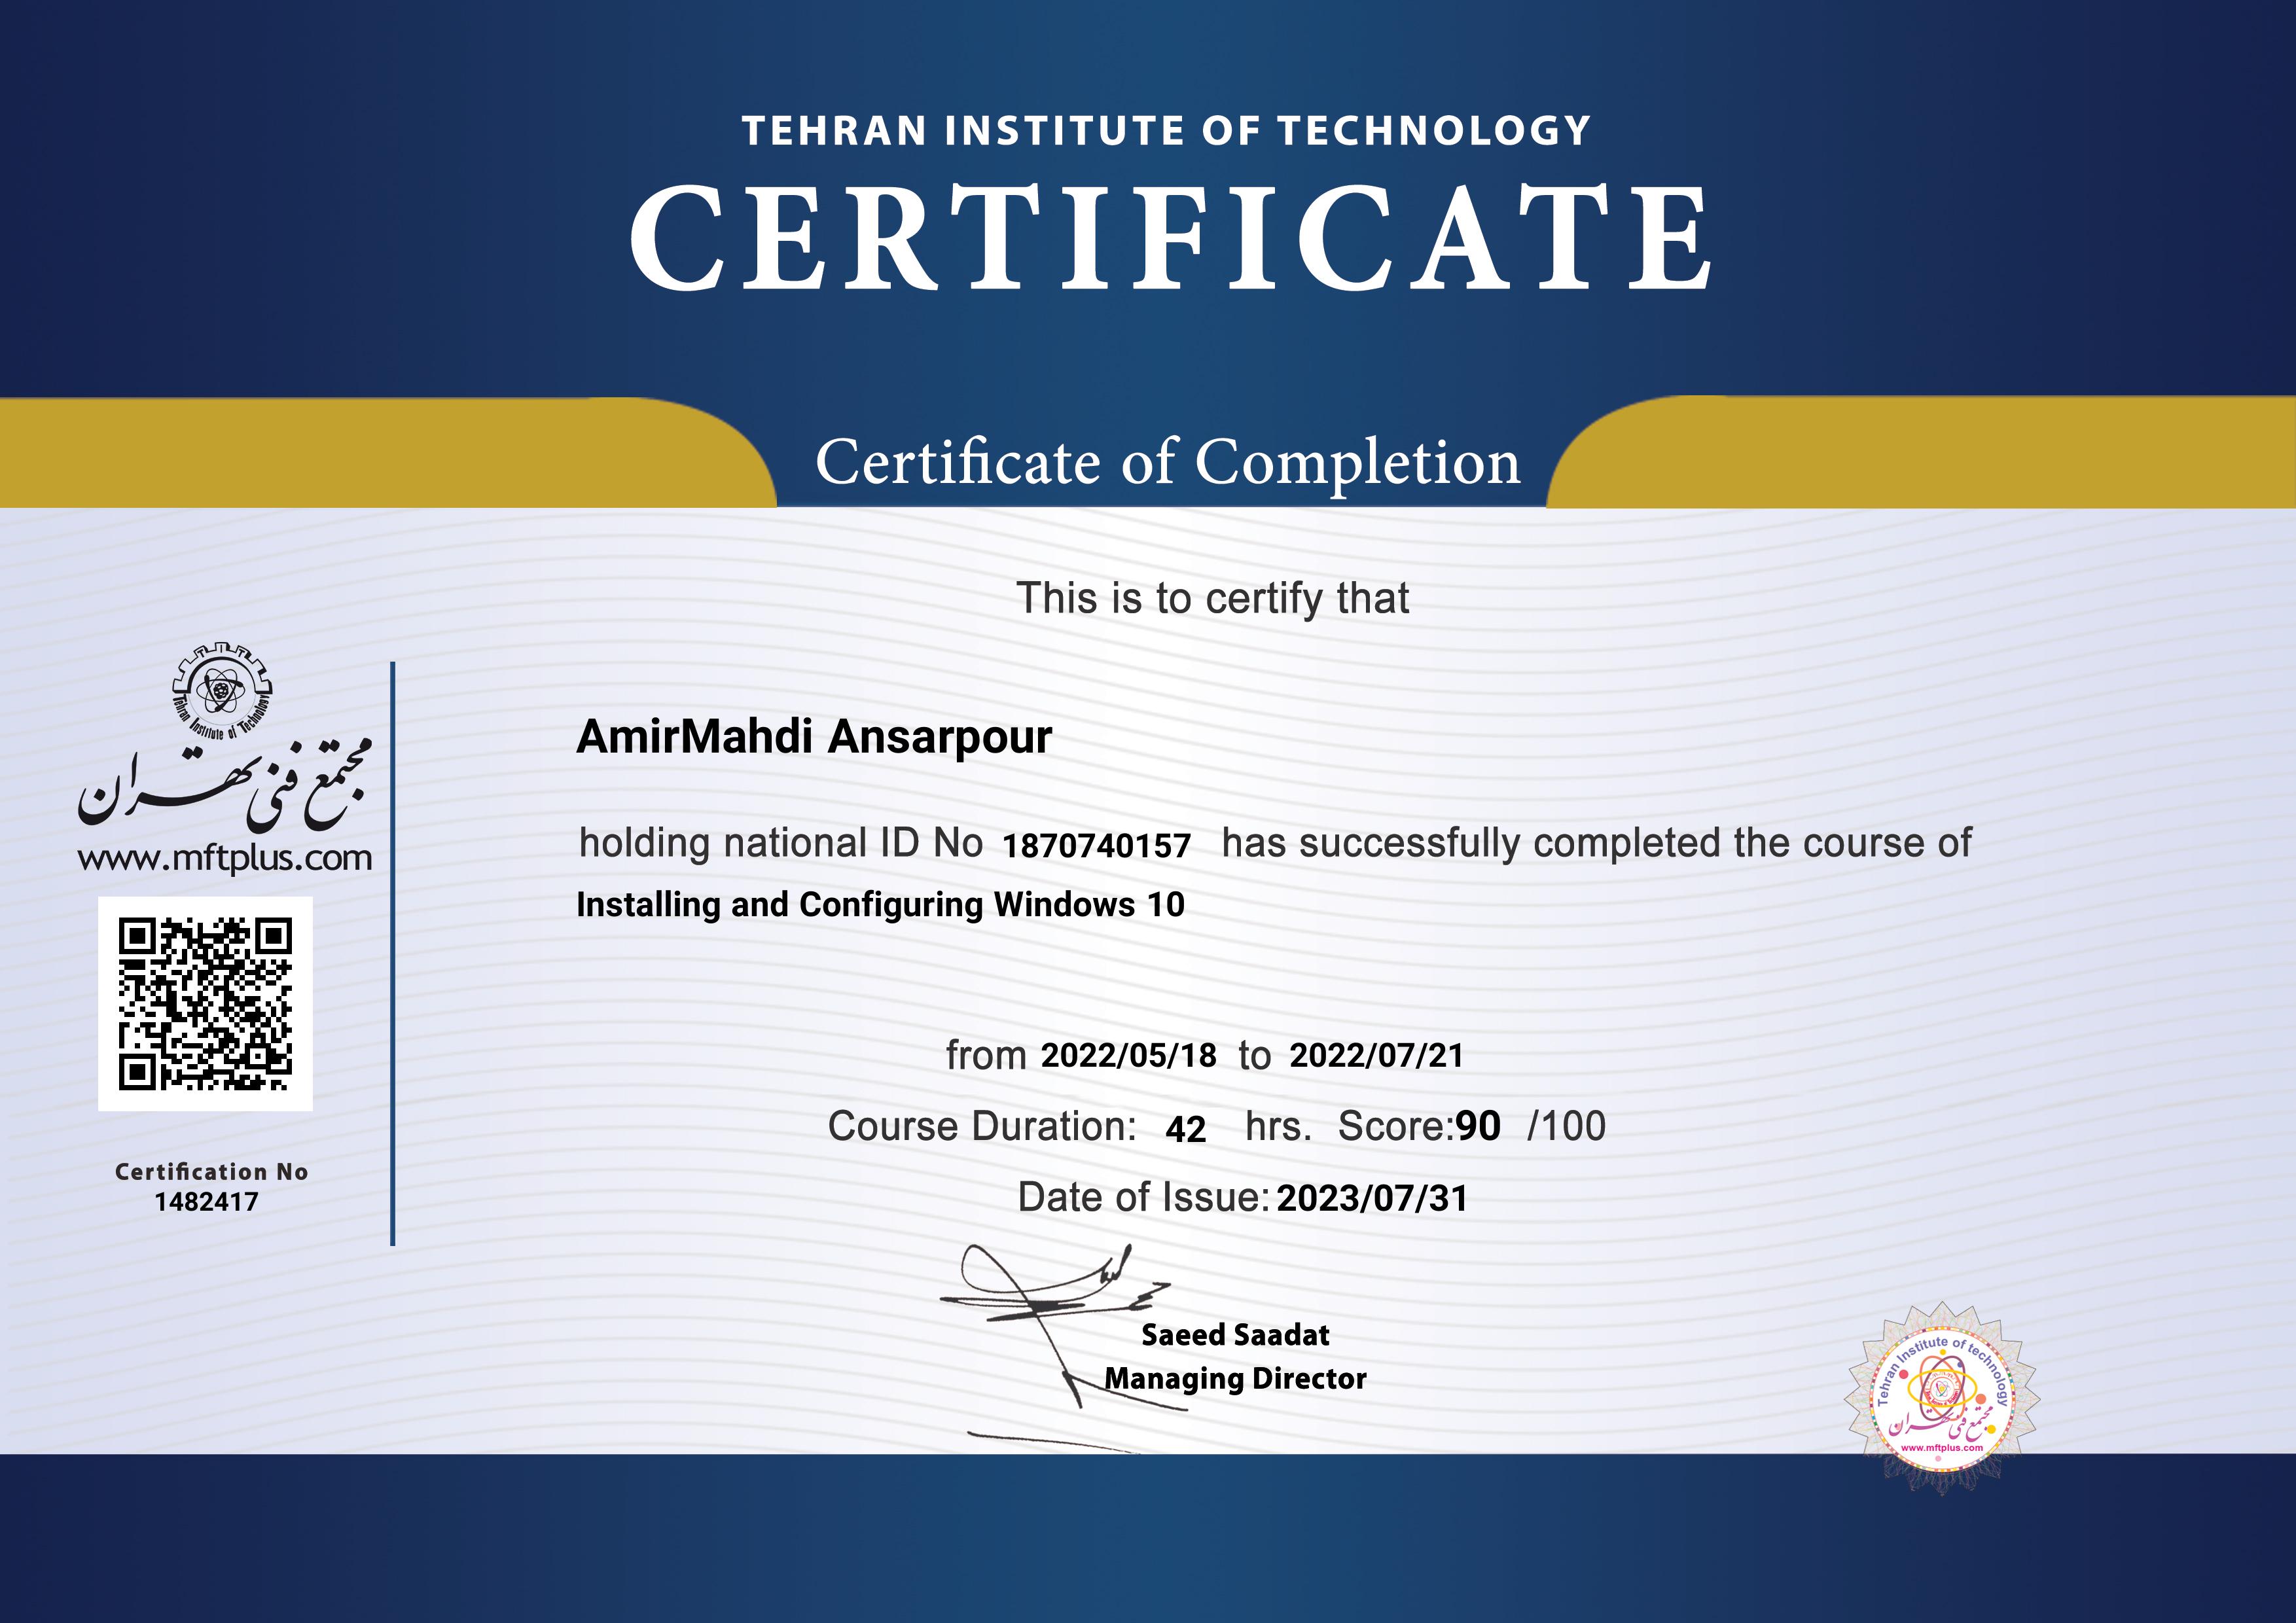 TEHRAN INSTITUTE OF TECHNOLOGY
CERTIFICATE
Certificate of Completion
This is to certify that
Tehran Institute of Technology
مجتمع فنی تهران
www.mftplus.com
AmirMahdi Ansarpour
holding national ID No 1870740157 has successfully completed the course of
Installing and Configuring Windows 10
from 2022/05/18 to 2022/07/21
Course Duration: 42 hrs. Score:90 /100
Date of Issue: 2023/07/31
Certification No
1482417
Saeed Saadat
Managing Director
Tehran Institute of technology
مجتمع فنی تهران
www.mftplus.com